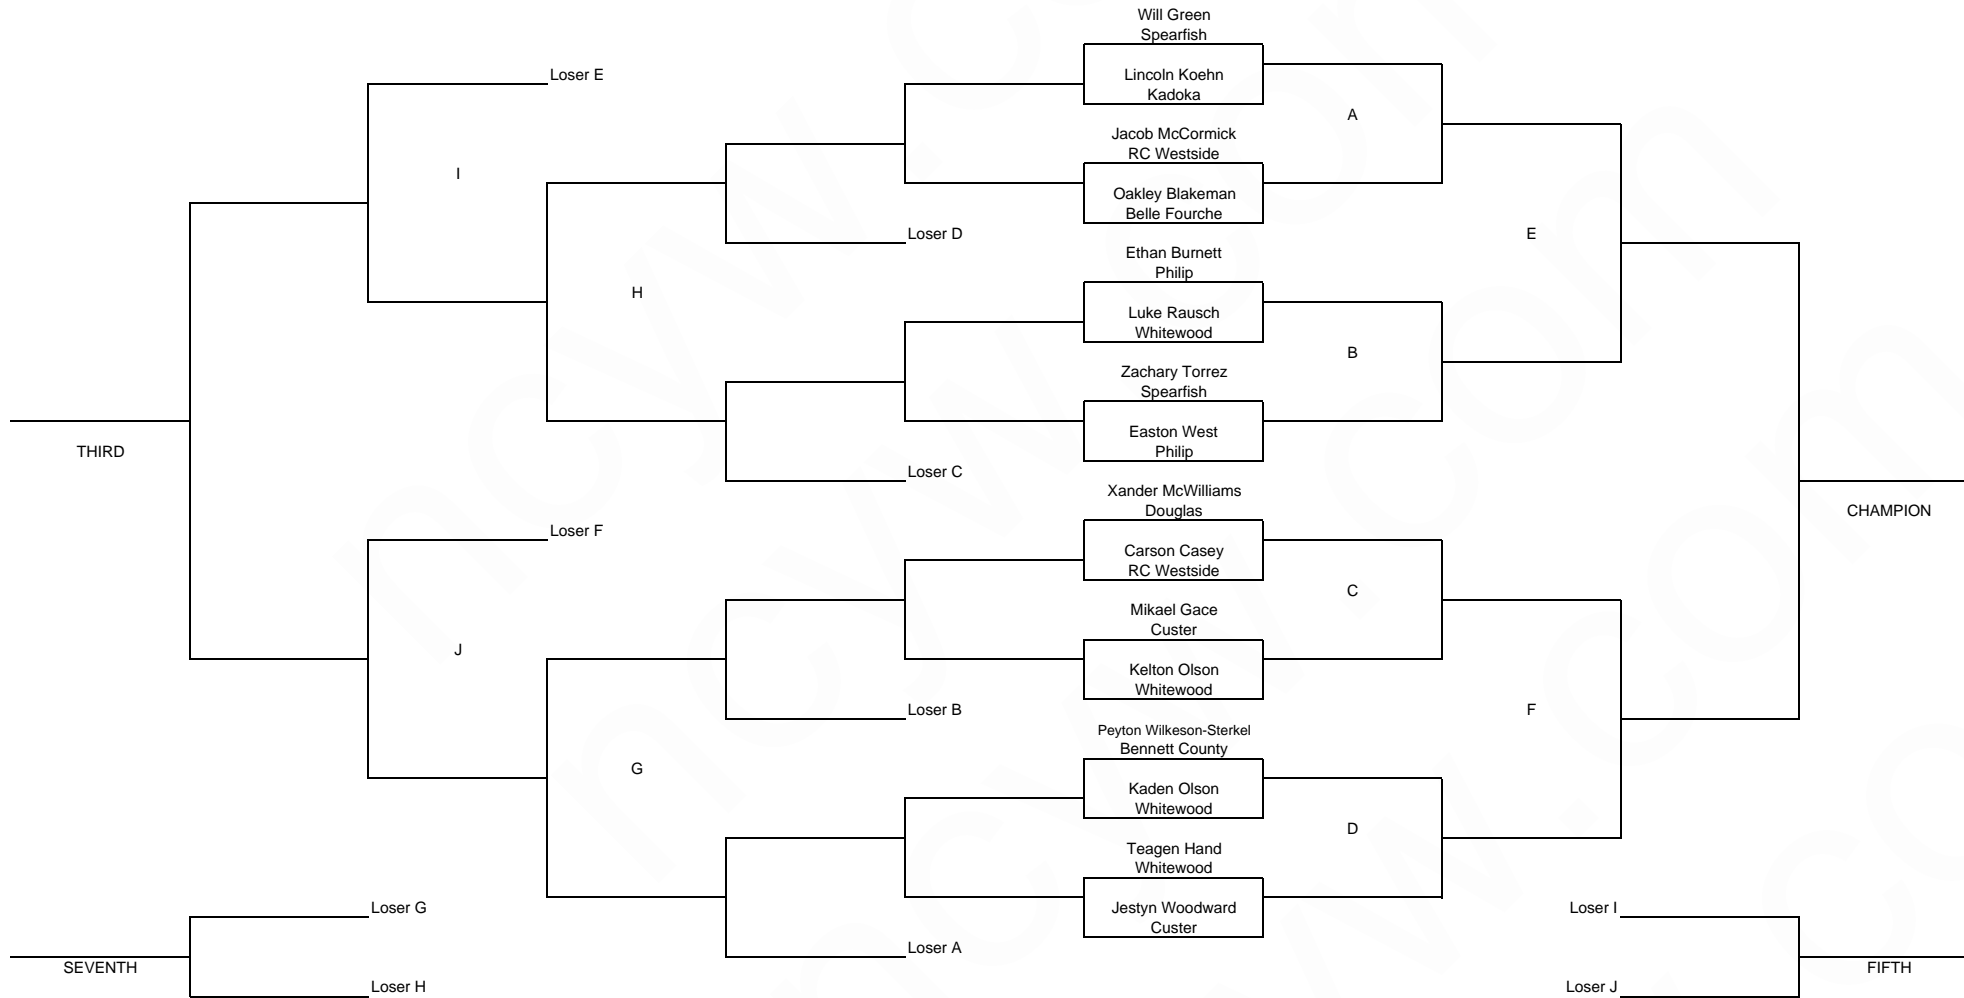 Will Green
Spearfish
Loser E
Lincoln Koehn
Kadoka
A
Jacob McCormick
RC Westside
I
Oakley Blakeman
Belle Fourche
Loser D
E
Ethan Burnett
Philip
H
Luke Rausch
Whitewood
B
Zachary Torrez
Spearfish
Easton West
Philip
THIRD
Loser C
Xander McWilliams
Douglas
CHAMPION
Loser F
Carson Casey
RC Westside
C
Mikael Gace
Custer
J
Kelton Olson
Whitewood
Loser B
F
Peyton Wilkeson-Sterkel
Bennett County
G
Kaden Olson
Whitewood
D
Teagen Hand
Whitewood
Loser G
Jestyn Woodward
Custer
Loser I
Loser A
SEVENTH
FIFTH
Loser H
Loser J